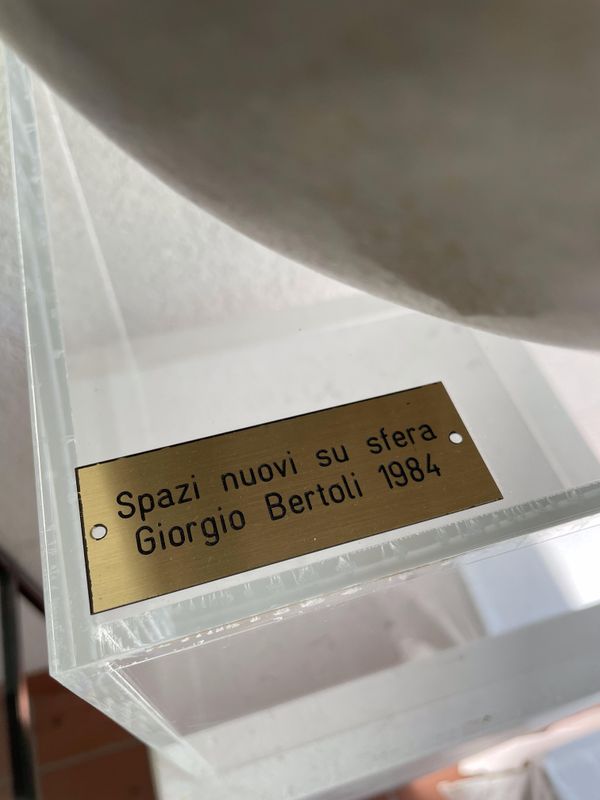 Spazi nuovi su sfera
Giorgio Bertoli 1984